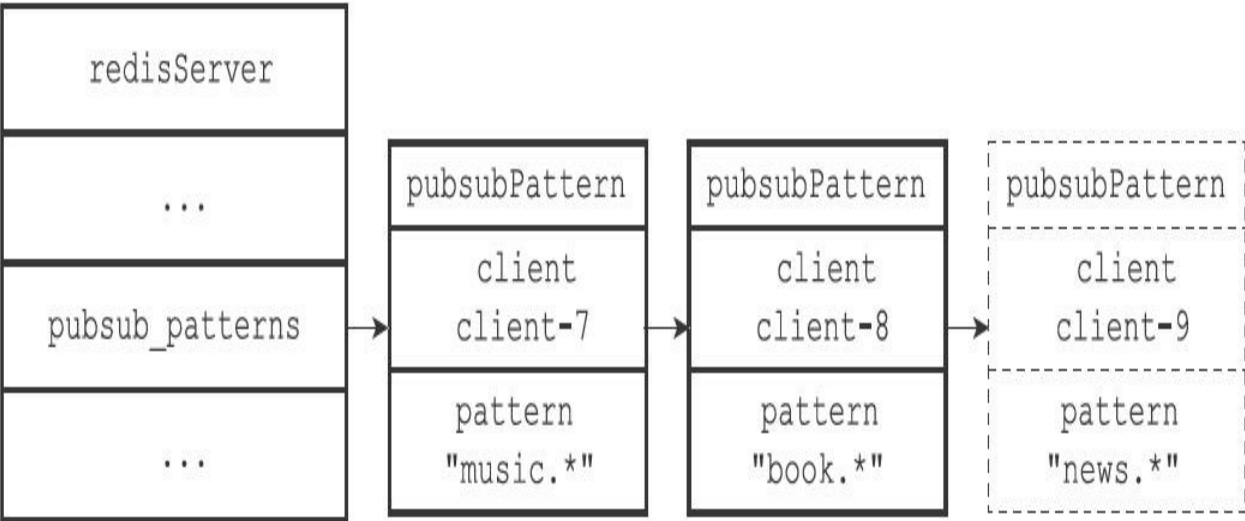 redisServer
...
pubsub_patterns
...
pubsubPattern
client
client-7
pattern
"music.*"
pubsubPattern
client
client-8
pattern
"book.*"
pubsubPattern
client
client-9
pattern
"news.*"